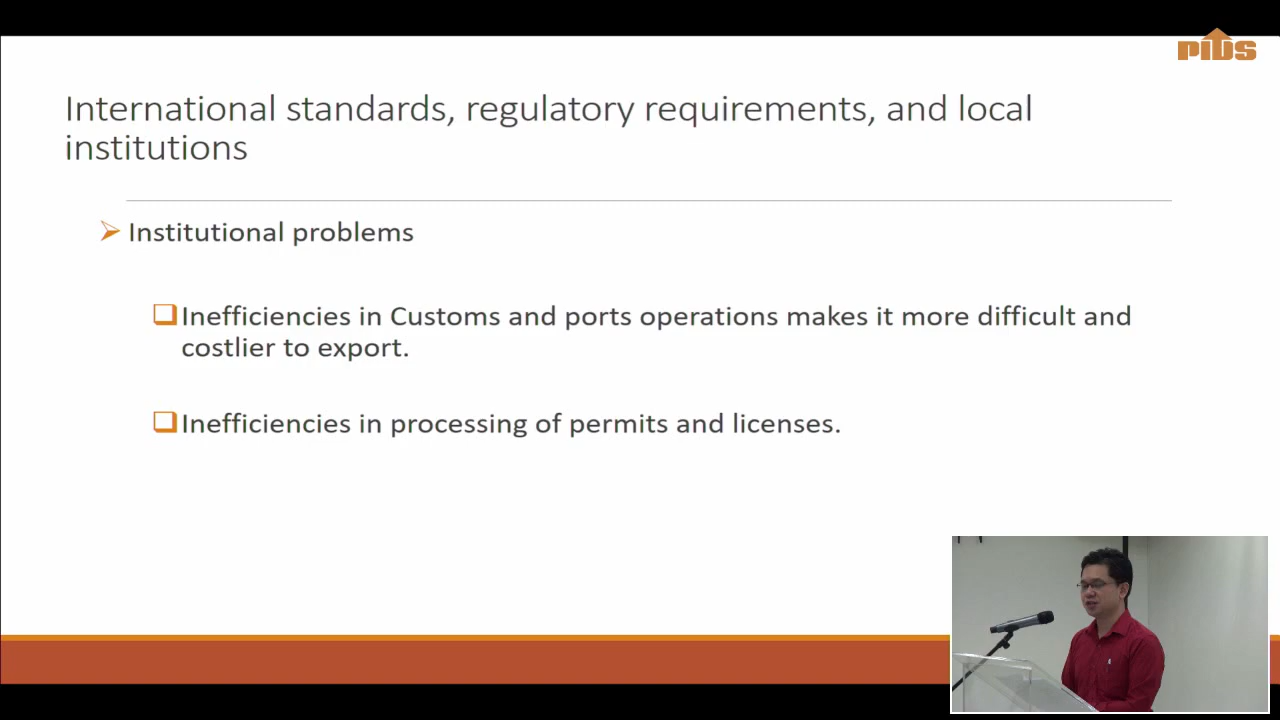 PIDS
International standards, regulatory requirements, and local
institutions
Institutional problems
Inefficiencies in Customs and ports operations makes it more difficult and
costlier to export.
Inefficiencies in processing of permits and licenses.